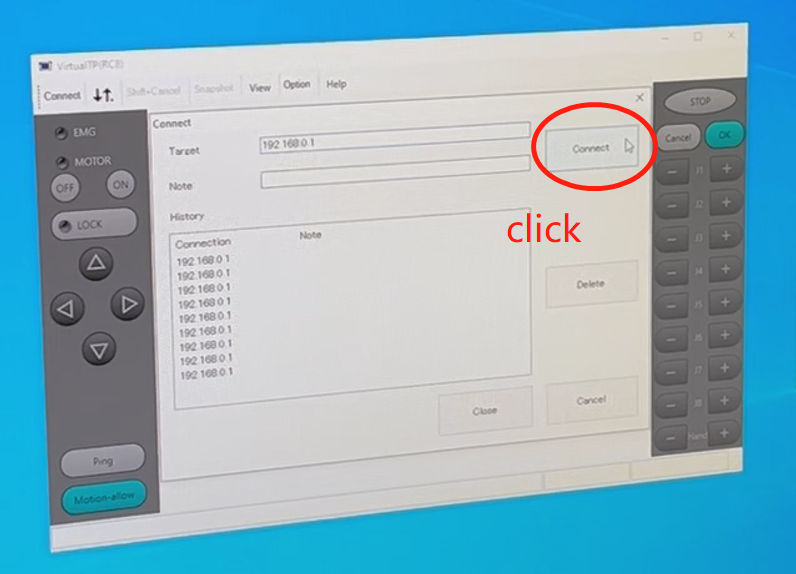 VirtualTP(RC8)
Connect Shift+Cancel Snapshot View Option Help
EMG
MOTOR
OFF ON
LOCK
Ping
Motion-allow
Connect
Target 192.168.0.1
Note
Connect
click
History
Connection Note
192.168.0.1
192.168.0.1
192.168.0.1
192.168.0.1
192.168.0.1
192.168.0.1
192.168.0.1
192.168.0.1
192.168.0.1
Delete
Close
Cancel
STOP
Cancel OK
− J1 +
− J2 +
− J3 +
− J4 +
− J5 +
− J6 +
− J7 +
− J8 +
− Hand +